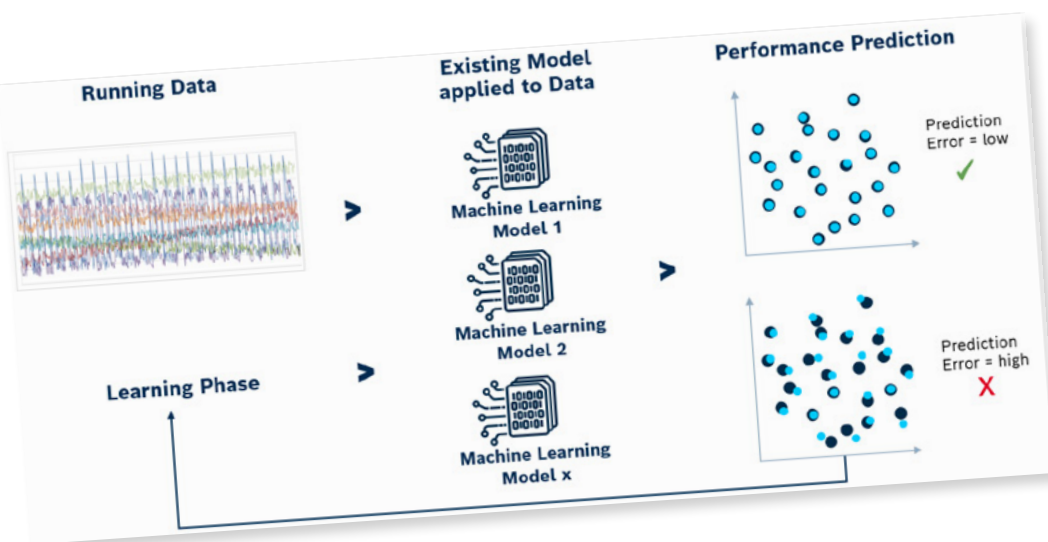 Running Data
Existing Model
applied to Data
Performance Prediction
Machine Learning
Model 1
Machine Learning
Model 2
Machine Learning
Model x
Learning Phase
Prediction
Error = low
Prediction
Error = high
X